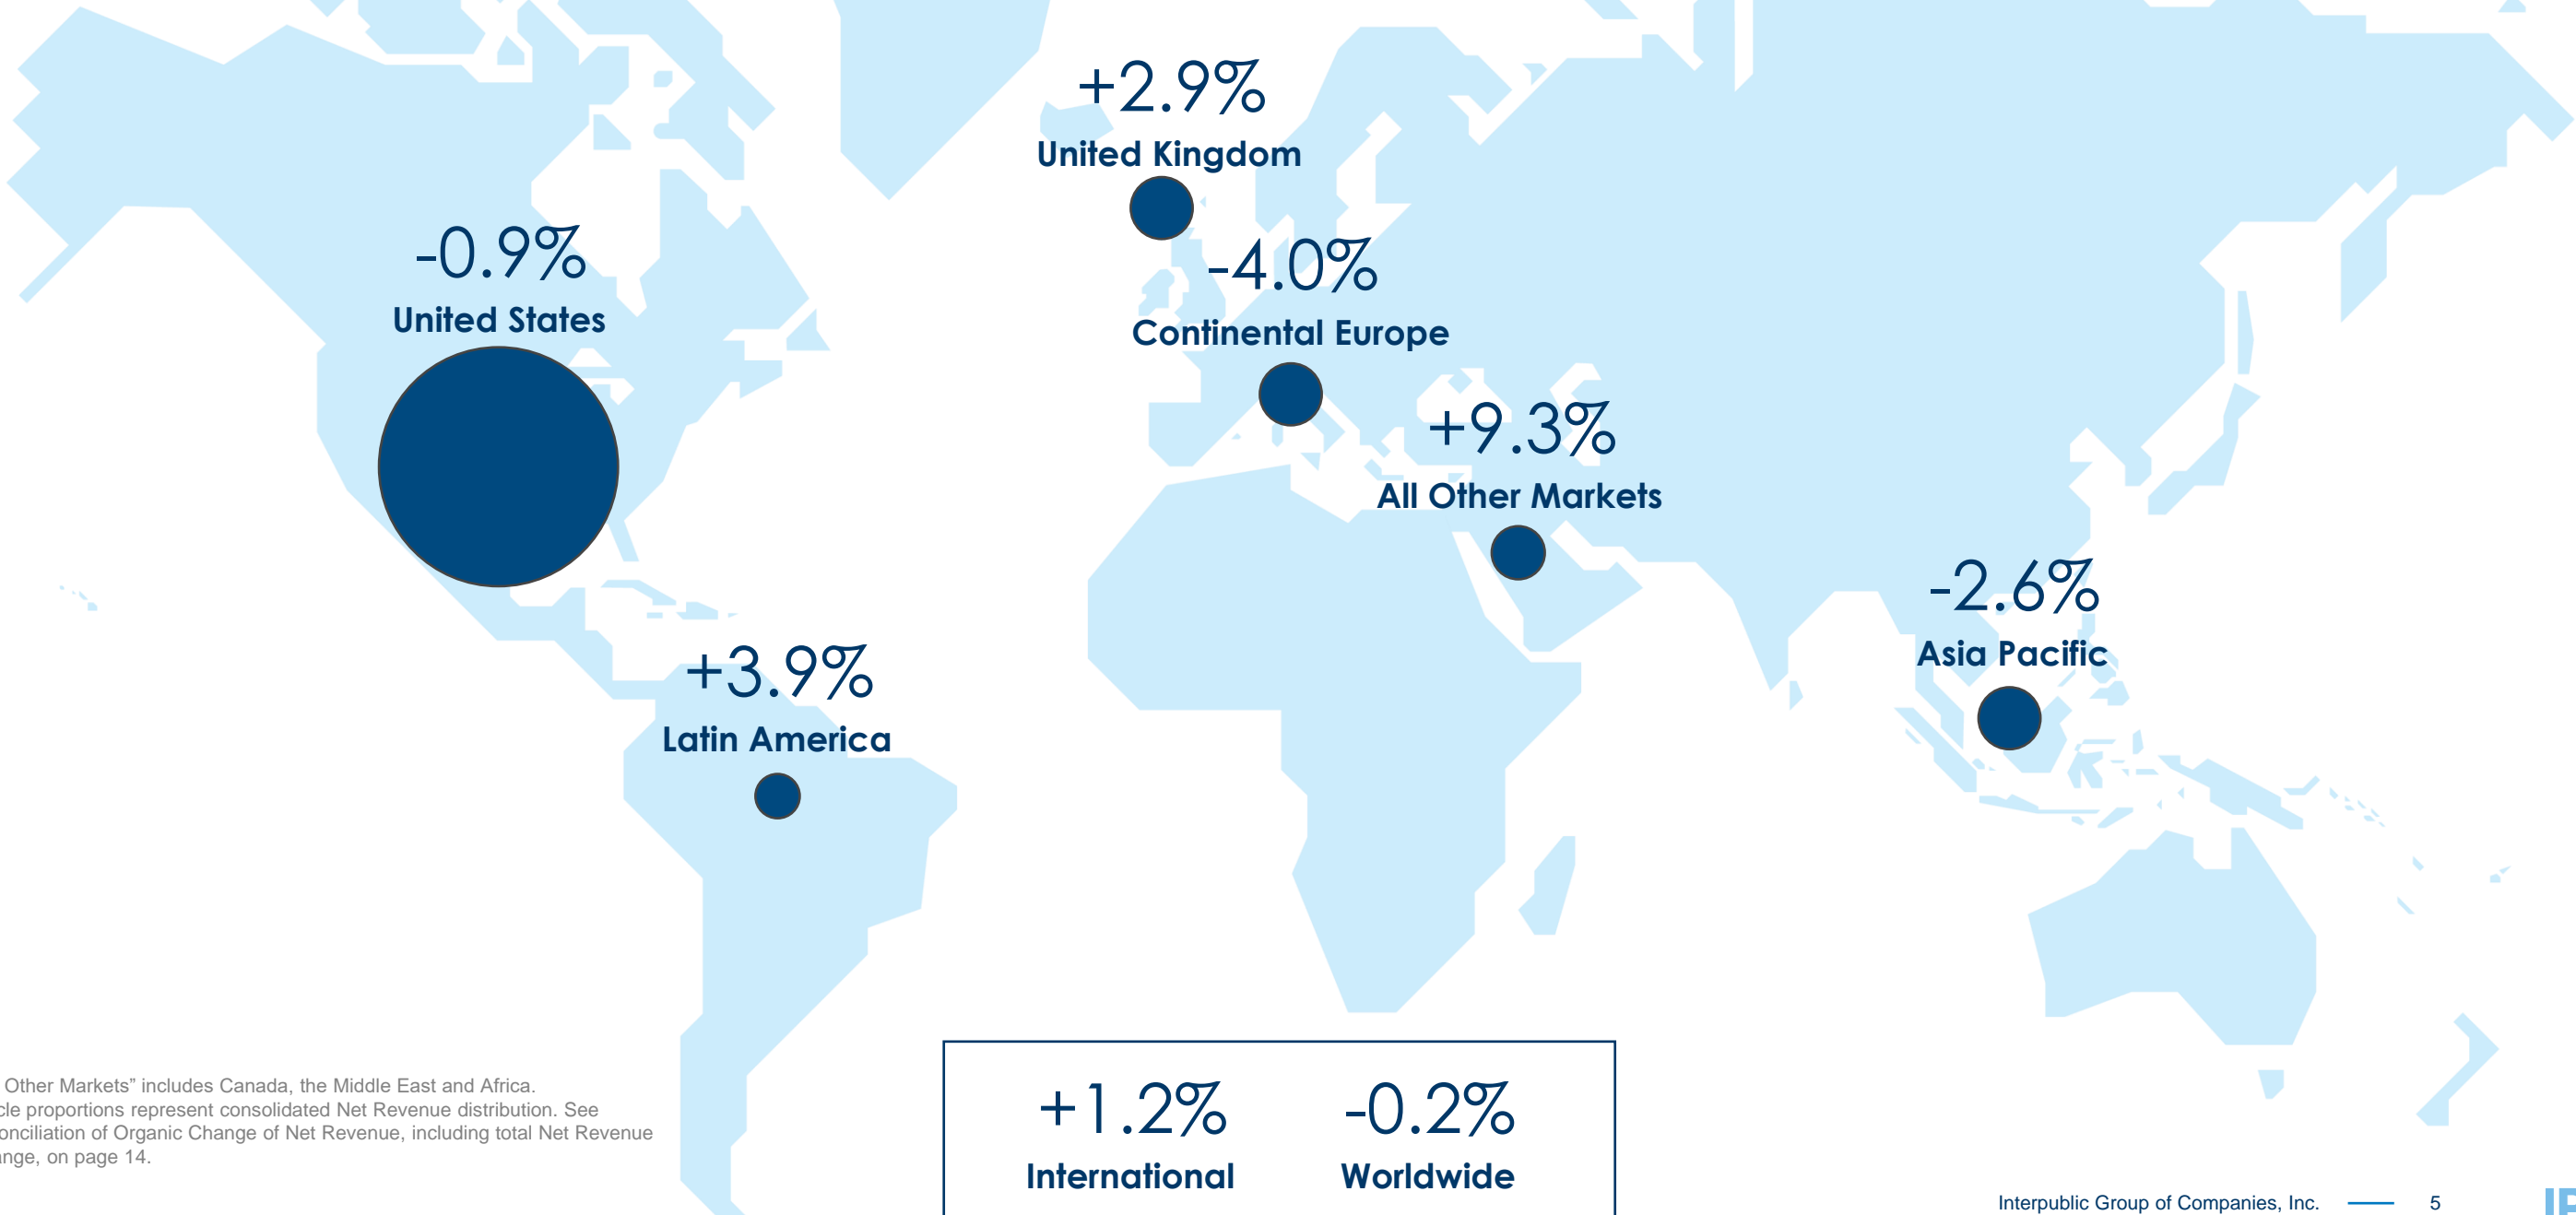 +2.9%
United Kingdom
-0.9%
United States
-4.0%
Continental Europe
+9.3%
All Other Markets
-2.6%
Asia Pacific
+3.9%
Latin America
Other Markets” includes Canada, the Middle East and Africa.
proportions represent consolidated Net Revenue distribution. See
of Organic Change of Net Revenue, including total Net Revenue
on page 14.
+1.2%
International
-0.2%
Worldwide
Interpublic Group of Companies, Inc.
5